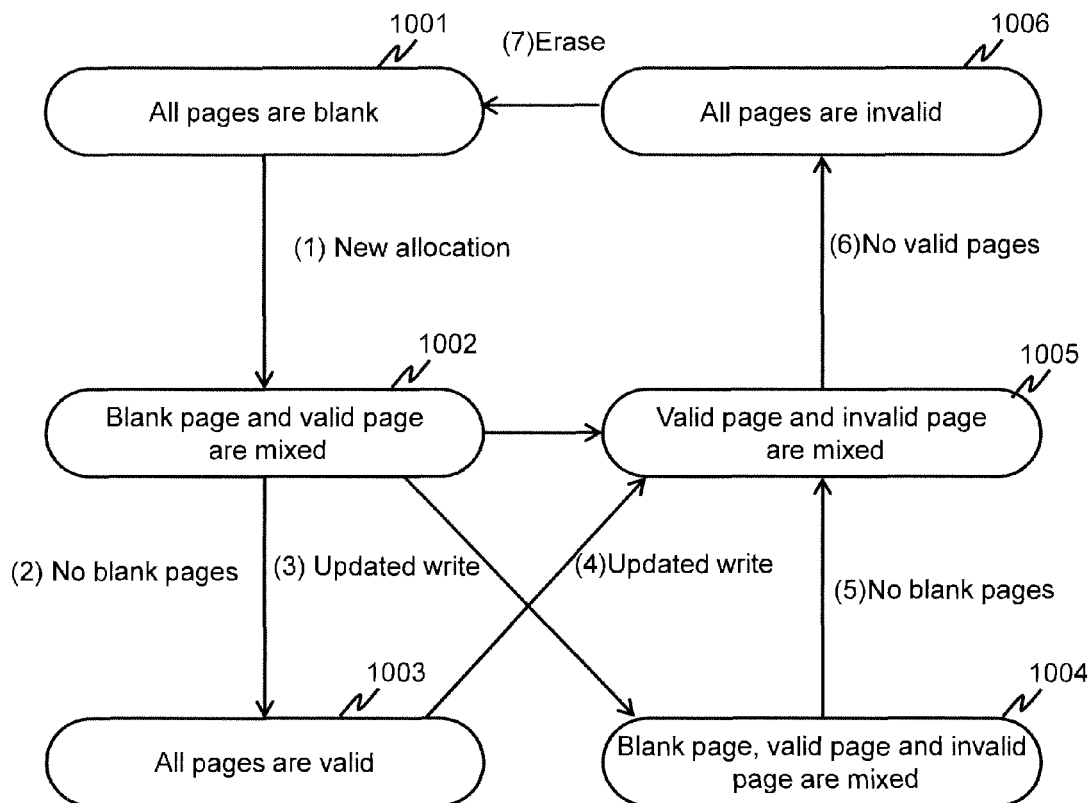 1001
(7)Erase
1006
All pages are blank
All pages are invalid
(1) New allocation
(6)No valid pages
1002
1005
Blank page and valid page
are mixed
Valid page and invalid page
are mixed
(2) No blank pages
(3) Updated write
(4)Updated write
(5)No blank pages
1003
1004
All pages are valid
Blank page, valid page and invalid
page are mixed